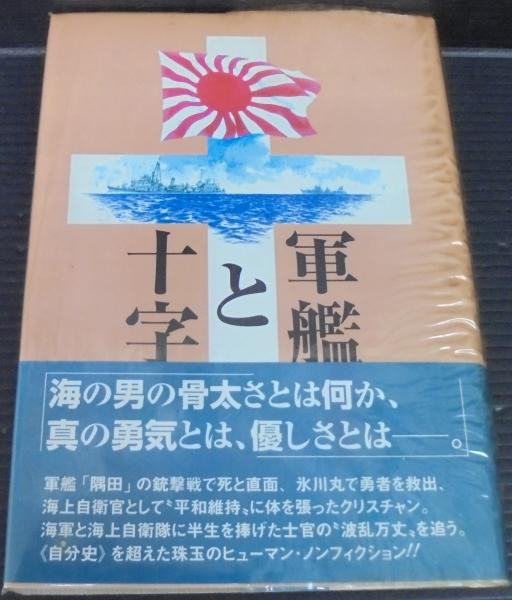 軍艦
と
十字
海の男の骨太さとは何か、
真の勇気とは、優しさとは――。
軍艦「隅田」の銃撃戦で死と直面、氷川丸で勇者を救出、
海上自衛官として〝平和維持〟に体を張ったクリスチャン。
海軍と海上自衛隊に半生を捧げた士官の〝波乱万丈〟を追う。
《自分史》を超えた珠玉のヒューマン・ノンフィクション!!